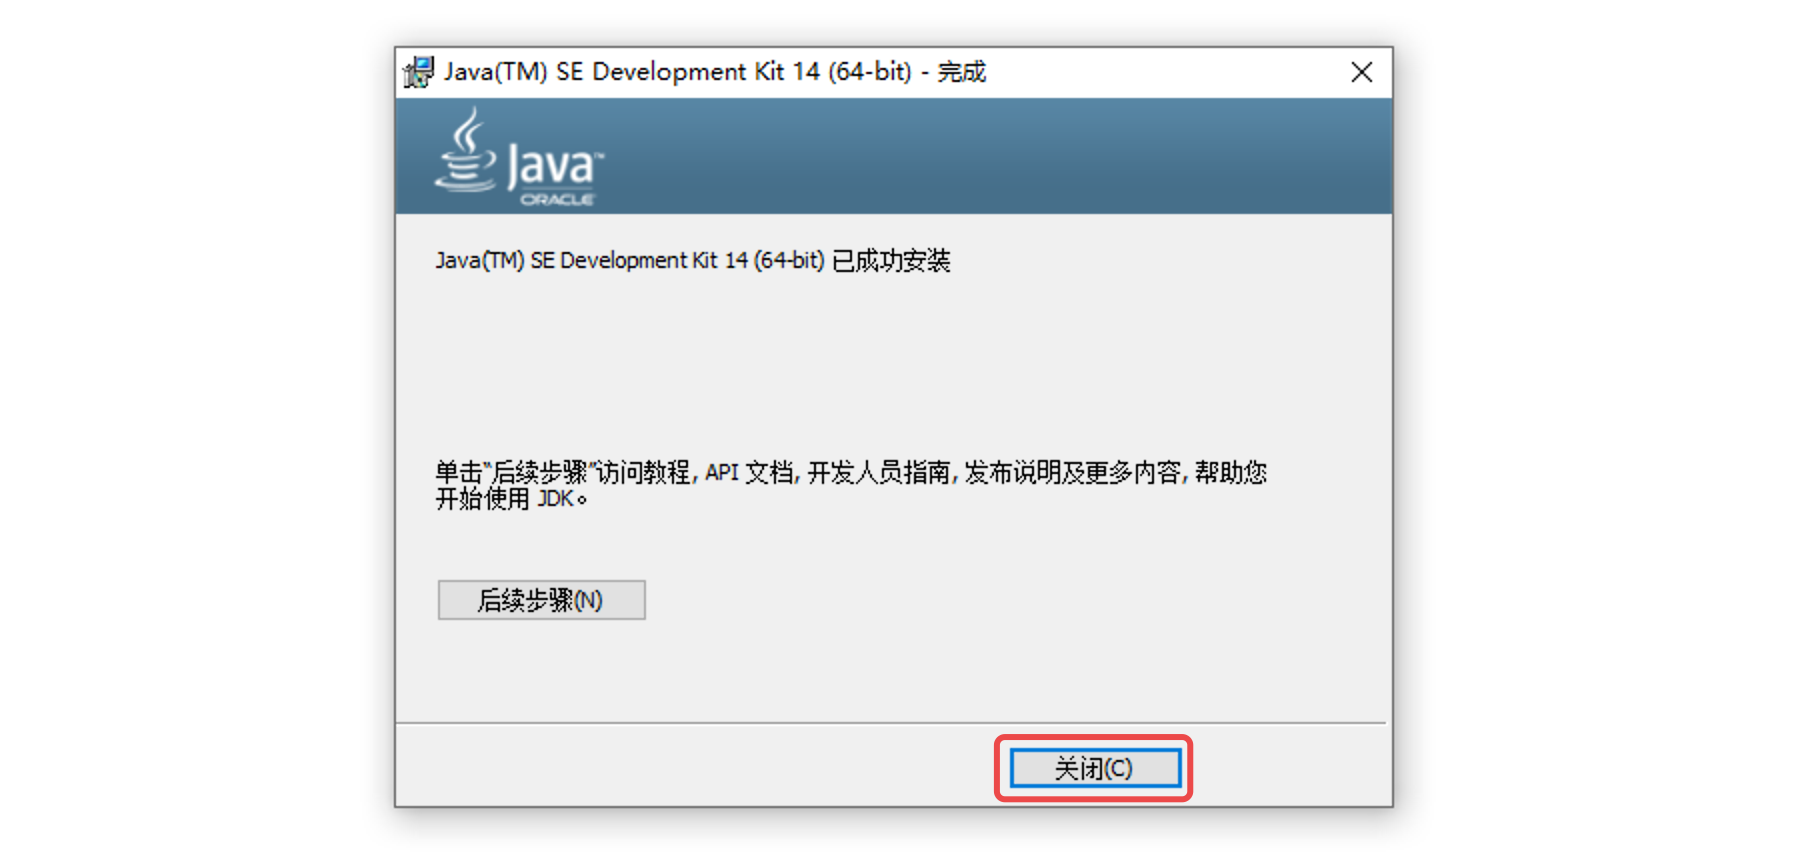 Java(TM) SE Development Kit 14 (64-bit) - 完成
Java™
ORACLE
Java(TM) SE Development Kit 14 (64-bit) 已成功安装
单击“后续步骤”访问教程, API 文档, 开发人员指南, 发布说明及更多内容, 帮助您
开始使用 JDK。
后续步骤(N)
关闭(C)